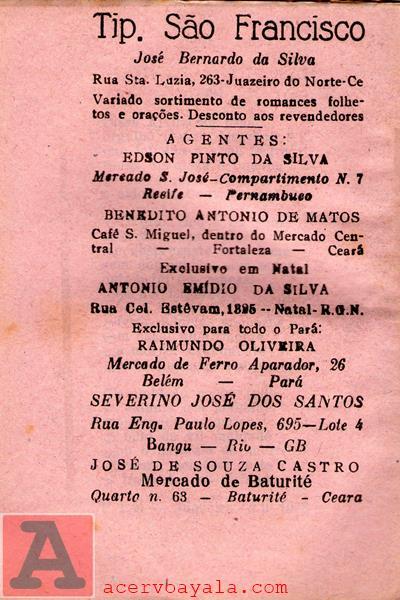 Tip. São Francisco
José Bernardo da Silva
Rua Sta. Luzia, 263-Juazeiro do Norte-Ce
Variado sortimento de romances folhe-
tos e orações. Desconto aos revendedores
AGENTES:
EDSON PINTO DA SILVA
Mercado S. José-Compartimento N. 7
Resife — Pernambuco
BENEDITO ANTONIO DE MATOS
Café S. Miguel, dentro do Mercado Cen-
tral — Fortaleza — Ceará
Exclusivo em Natal
ANTONIO EMÍDIO DA SILVA
Rua Cel. Estêvam, 1325 -- Natal- R.G.N.
Exclusivo para todo o Pará:
RAIMUNDO OLIVEIRA
Mercado de Ferro Aparador, 26
Belém — Pará
SEVERINO JOSÉ DOS SANTOS
Rua Eng. Paulo Lopes, 695—Lote 4
Bangu — Rio — GB
JOSÉ DE SOUZA CASTRO
Mercado de Baturité
Quarto n. 63 — Baturité - Ceara
A
acervbayala.com